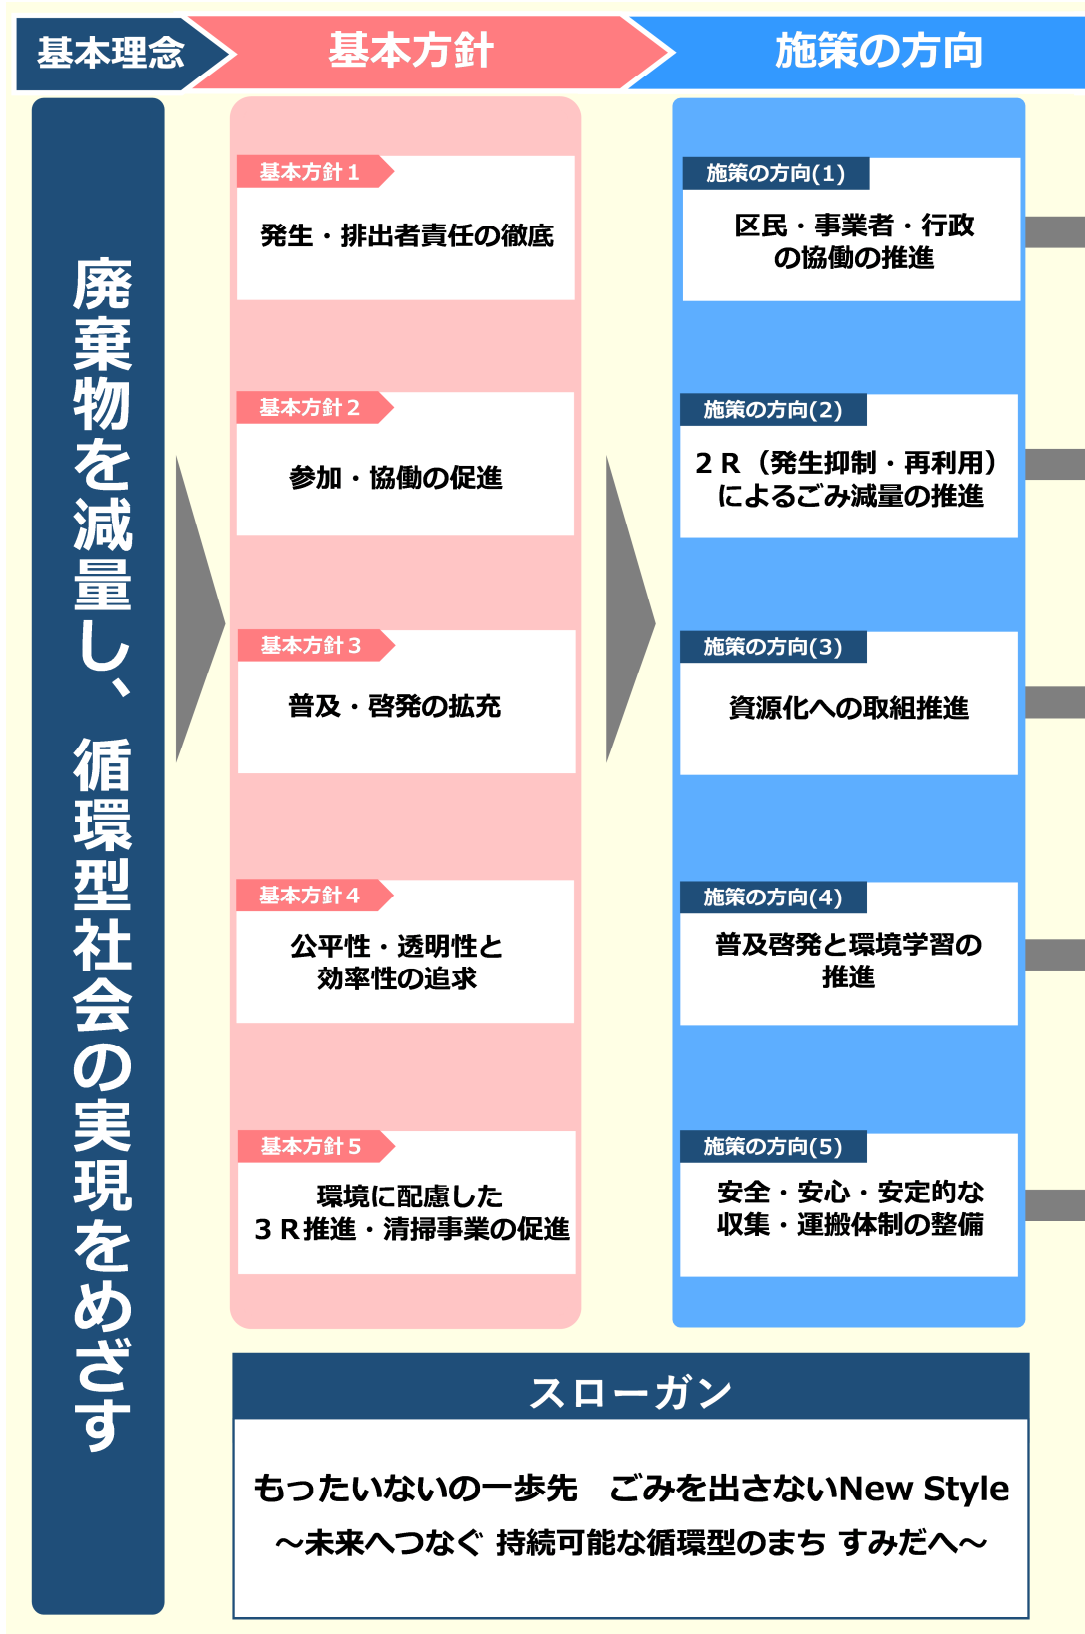 基本理念
基本方針
施策の方向
廃棄物を減量し、循環型社会の実現をめざす
基本方針１
発生・排出者責任の徹底
基本方針２
参加・協働の促進
基本方針３
普及・啓発の拡充
基本方針４
公平性・透明性と
効率性の追求
基本方針５
環境に配慮した
３Ｒ推進・清掃事業の促進
施策の方向(1)
区民・事業者・行政
の協働の推進
施策の方向(2)
２Ｒ（発生抑制・再利用）
によるごみ減量の推進
施策の方向(3)
資源化への取組推進
施策の方向(4)
普及啓発と環境学習の
推進
施策の方向(5)
安全・安心・安定的な
収集・運搬体制の整備
スローガン
もったいないの一歩先　ごみを出さないNew Style
～未来へつなぐ 持続可能な循環型のまち すみだへ～